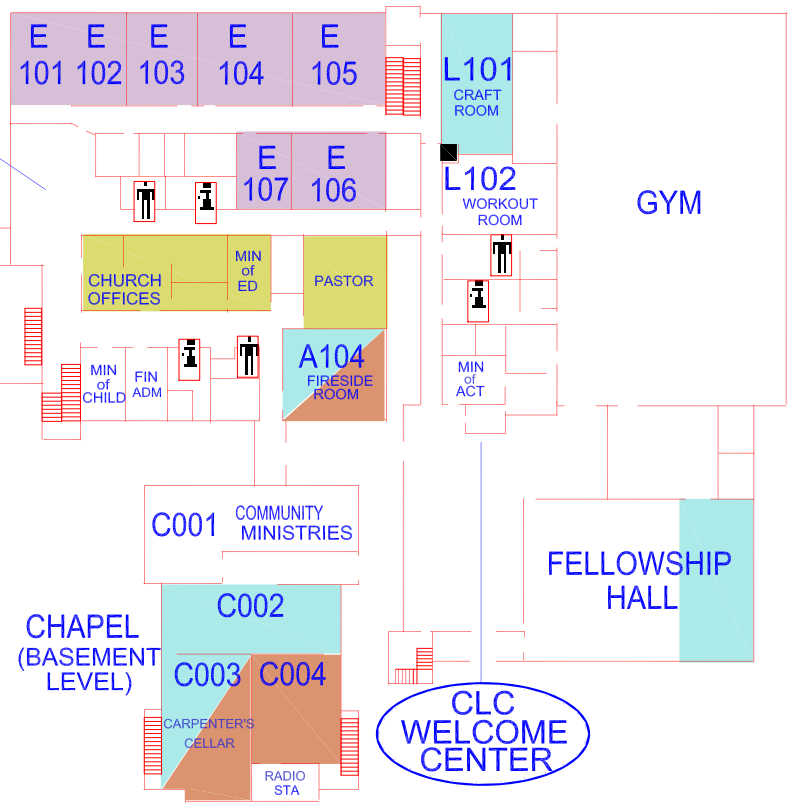 E 101
E 102
E 103
E 104
E 105
L101
CRAFT
ROOM
E 107
E 106
L102
WORKOUT
ROOM
GYM
CHURCH
OFFICES
MIN
of
ED
PASTOR
MIN
of
CHILD
FIN
ADM
A104
FIRESIDE
ROOM
MIN
of
ACT
C001
COMMUNITY
MINISTRIES
FELLOWSHIP
HALL
CHAPEL
(BASEMENT
LEVEL)
C002
C003
C004
CARPENTER'S
CELLAR
RADIO
STA
CLC
WELCOME
CENTER